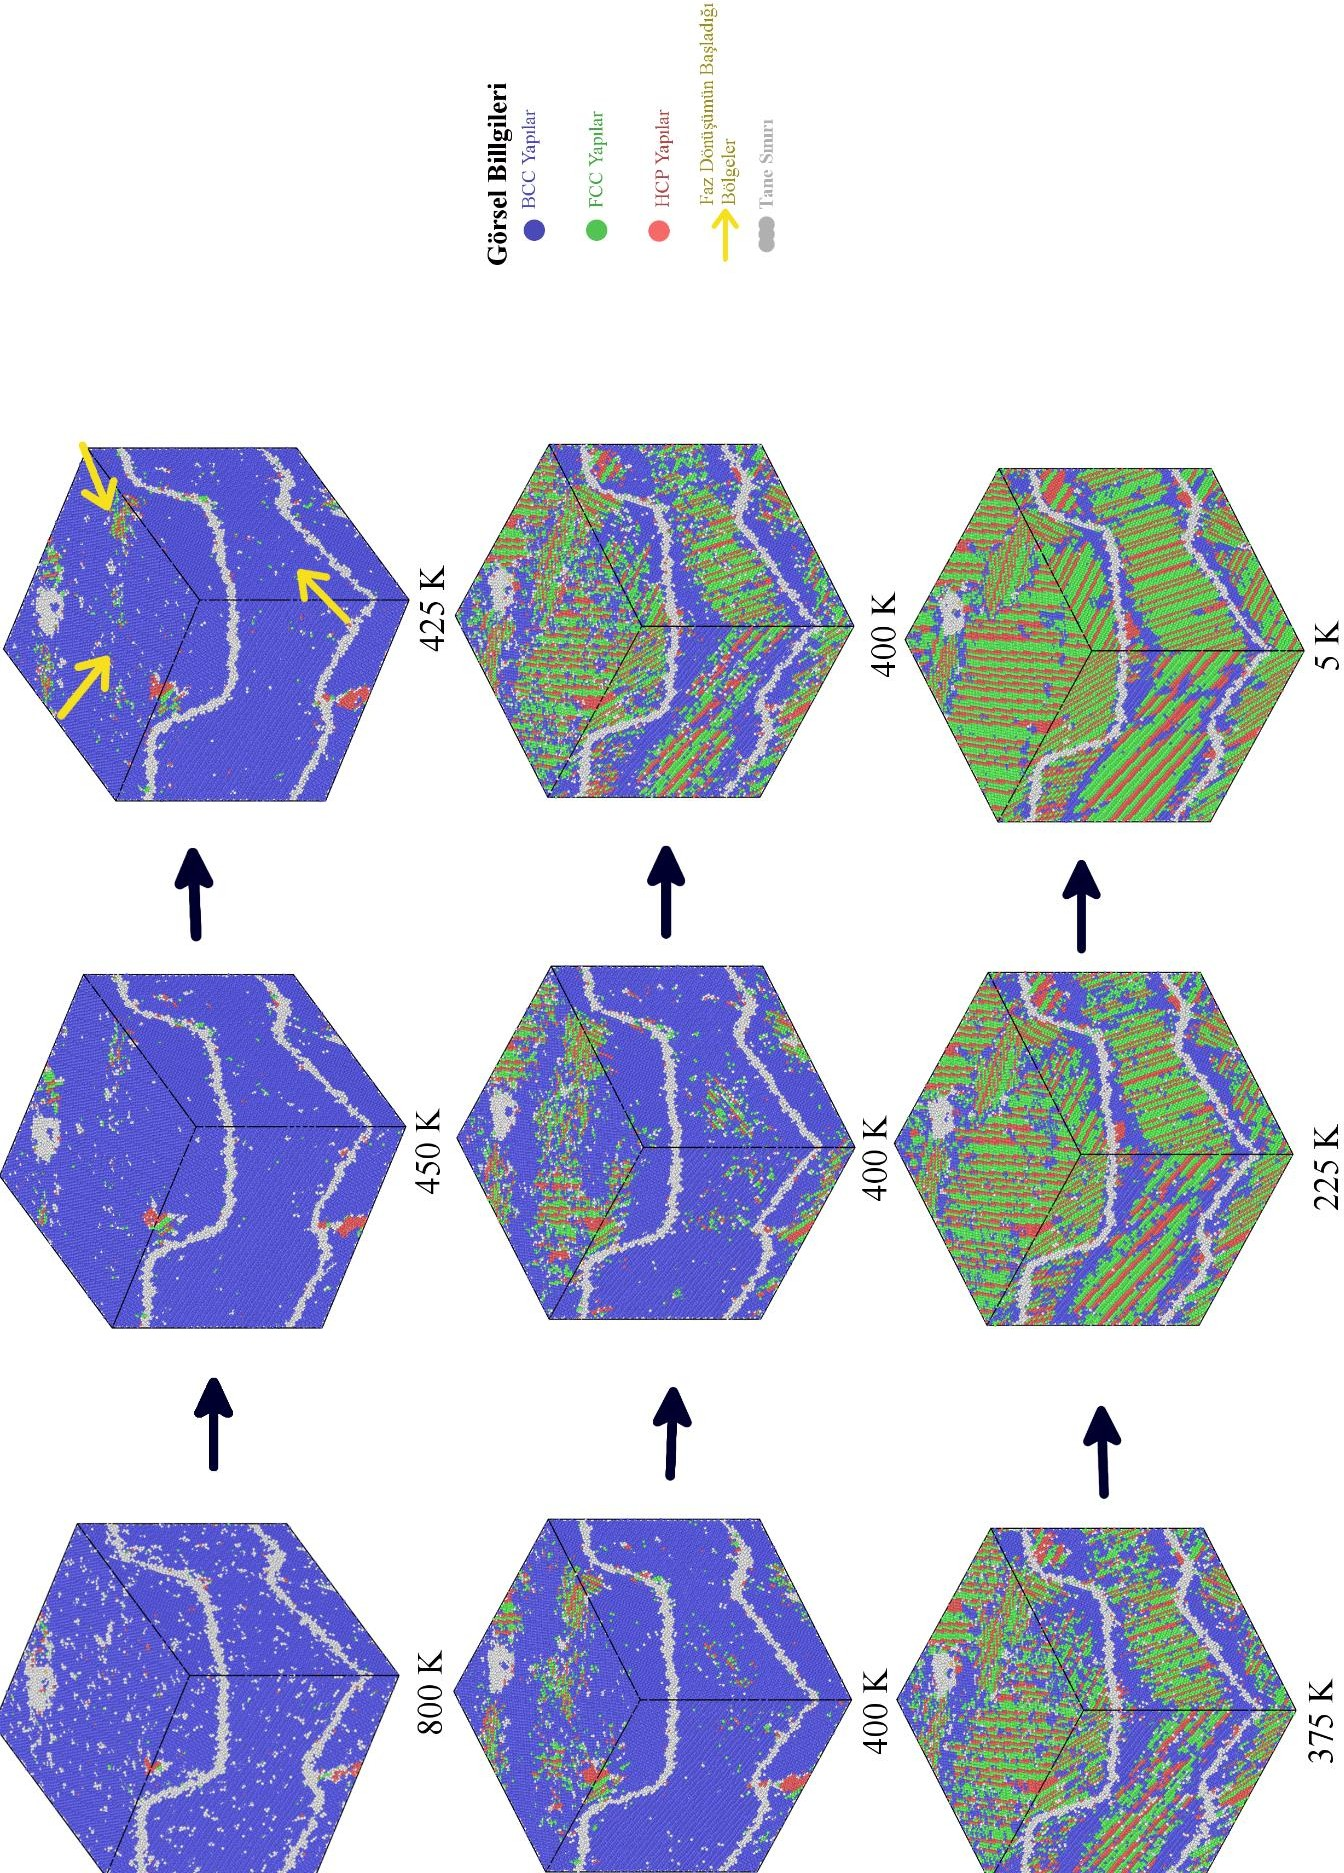 800 K
450 K
425 K
400 K
400 K
400 K
375 K
225 K
5 K
Görsel Billgileri
BCC Yapılar
FCC Yapılar
HCP Yapılar
Faz Dönüşümün Başladığı
Bölgeler
Tane Sınırı